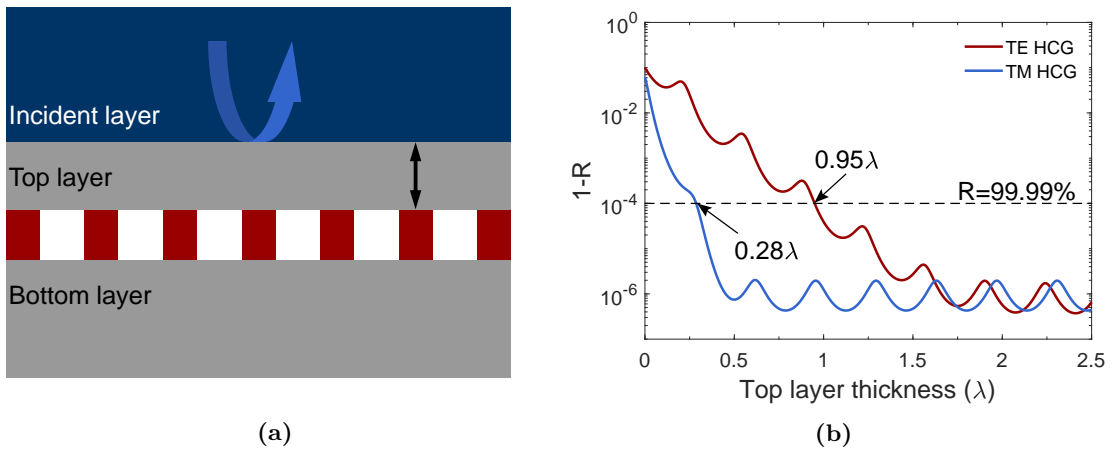 Incident layer
Top layer
Bottom layer
(a)
10^0
10^-2
10^-4
10^-6
1-R
TE HCG
TM HCG
0.95λ
R=99.99%
0.28λ
0
0.5
1
1.5
2
2.5
Top layer thickness (λ)
(b)